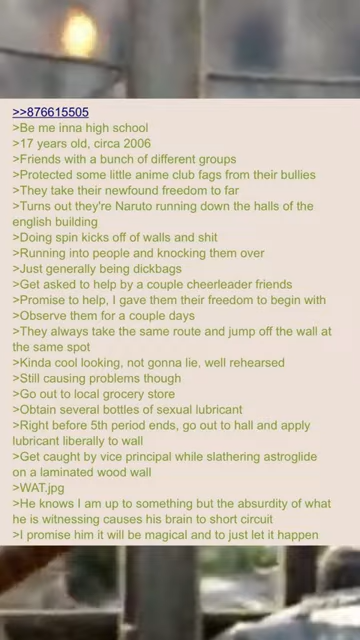 >>876615505
>Be me inna high school
>17 years old, circa 2006
>Friends with a bunch of different groups
>Protected some little anime club fags from their bullies
>They take their newfound freedom to far
>Turns out they're Naruto running down the halls of the
english building
>Doing spin kicks off of walls and shit
>Running into people and knocking them over
>Just generally being dickbags
>Get asked to help by a couple cheerleader friends
>Promise to help, I gave them their freedom to begin with
>Observe them for a couple days
>They always take the same route and jump off the wall at
the same spot
>Kinda cool looking, not gonna lie, well rehearsed
>Still causing problems though
>Go out to local grocery store
>Obtain several bottles of sexual lubricant
>Right before 5th period ends, go out to hall and apply
lubricant liberally to wall
>Get caught by vice principal while slathering astroglide
on a laminated wood wall
>WAT.jpg
>He knows I am up to something but the absurdity of what
he is witnessing causes his brain to short circuit
>I promise him it will be magical and to just let it happen